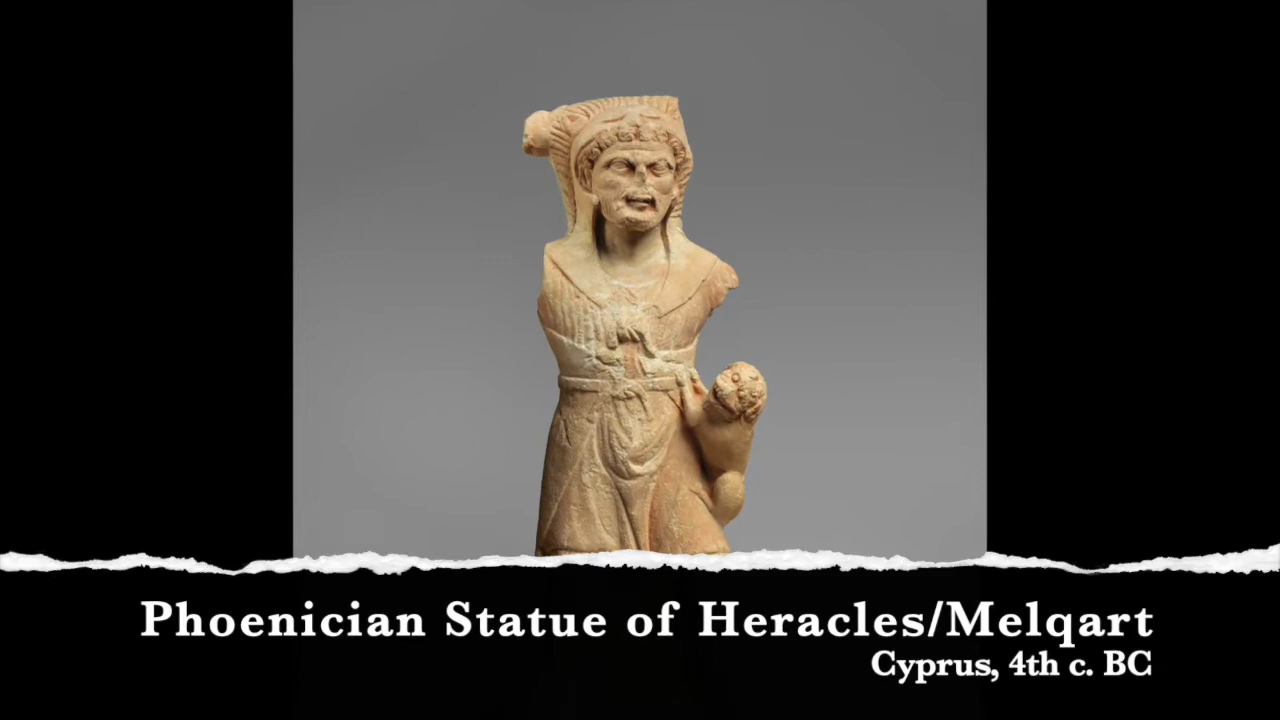 Phoenician Statue of Heracles/Melqart
Cyprus, 4th c. BC